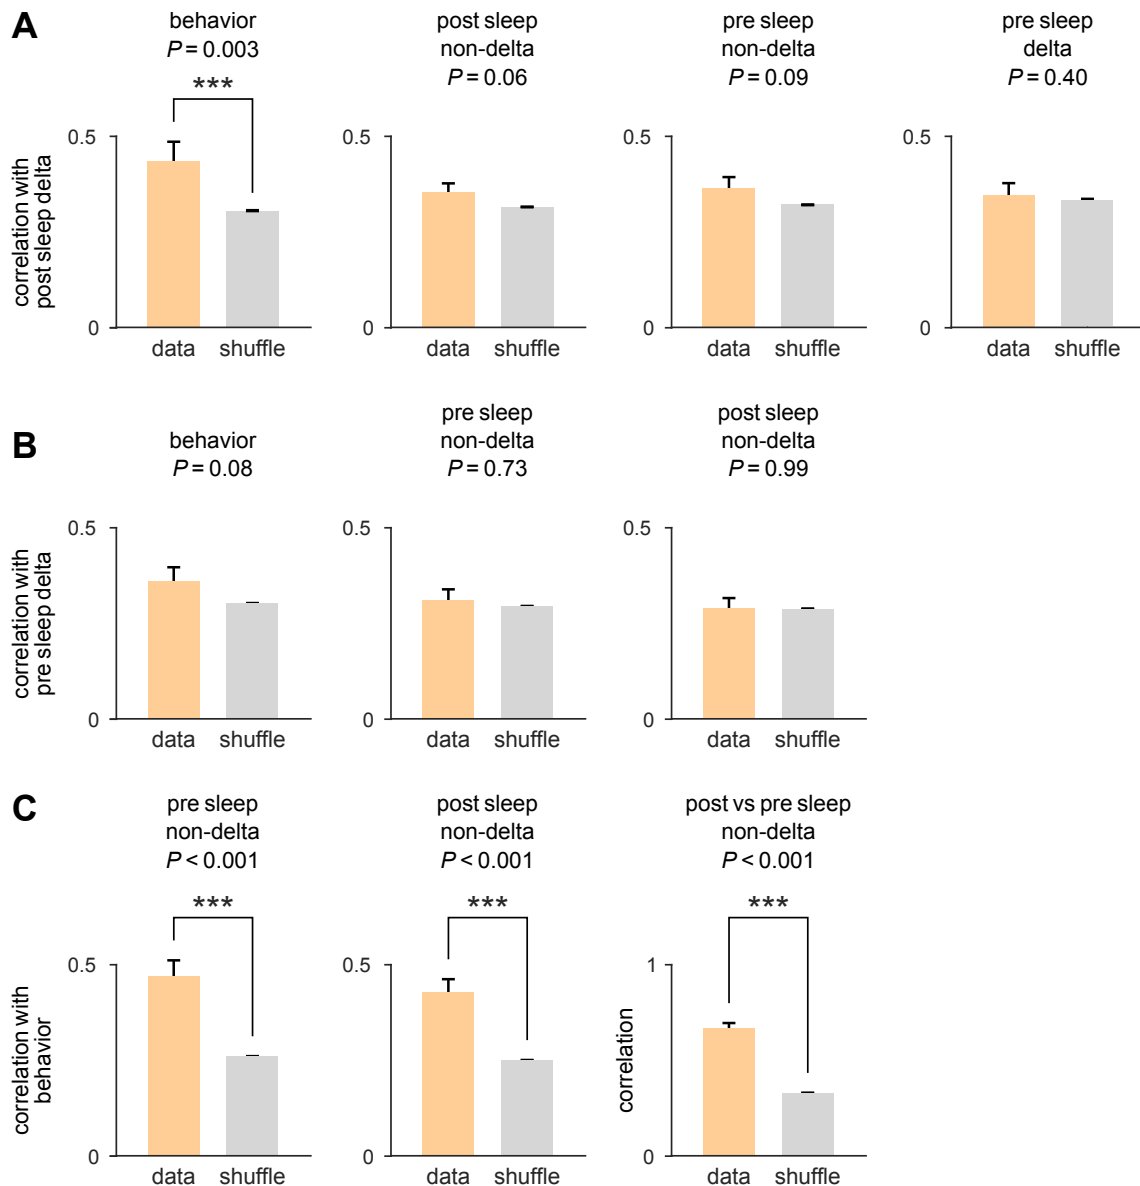 A
behavior
P = 0.003
***
post sleep
non-delta
P = 0.06
pre sleep
non-delta
P = 0.09
pre sleep
delta
P = 0.40
correlation with
post sleep delta
0.5
0
data shuffle
0.5
0
data shuffle
0.5
0
data shuffle
0.5
0
data shuffle
B
behavior
P = 0.08
pre sleep
non-delta
P = 0.73
post sleep
non-delta
P = 0.99
correlation with
pre sleep delta
0.5
0
data shuffle
0.5
0
data shuffle
0.5
0
data shuffle
C
pre sleep
non-delta
P < 0.001
***
post sleep
non-delta
P < 0.001
***
post vs pre sleep
non-delta
P < 0.001
***
correlation with
behavior
0.5
0
data shuffle
0.5
0
data shuffle
correlation
1
0
data shuffle